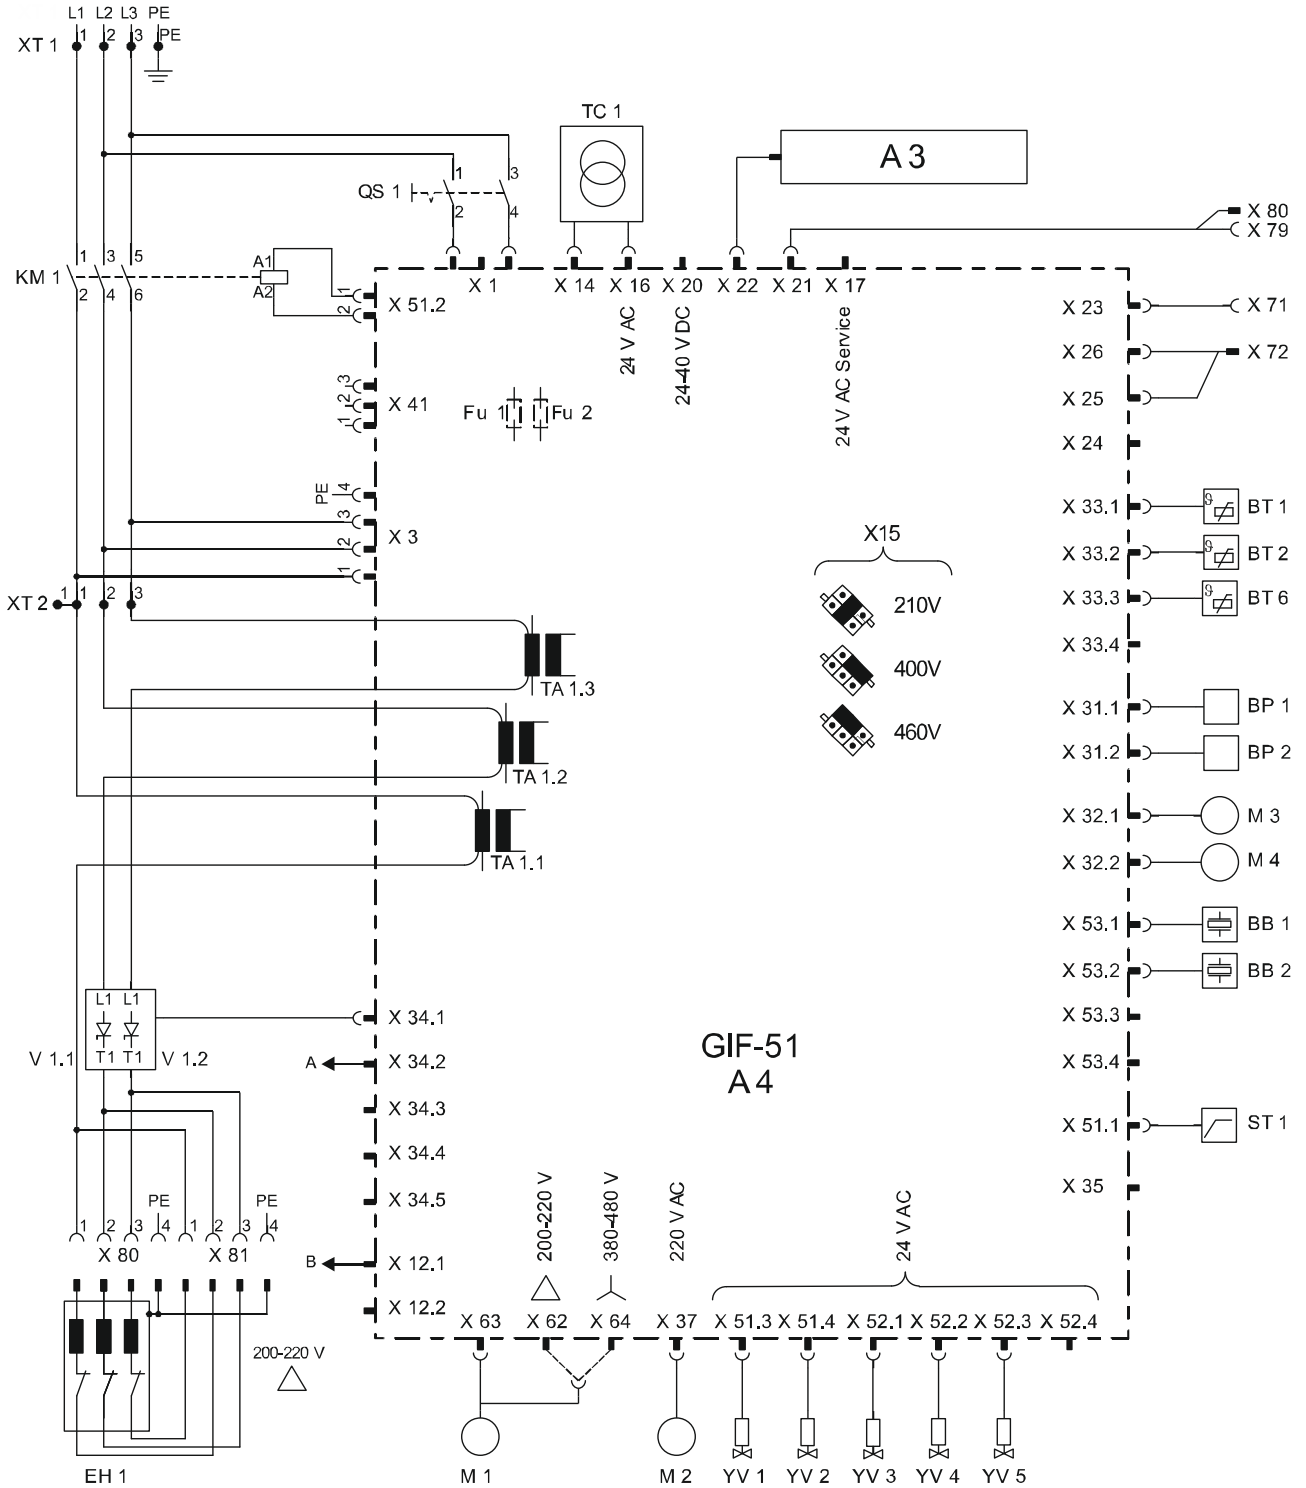 L1 L2 L3 PE
XT 1 1 2 3 PE
TC 1
A 3
QS 1 1 3
2 4
X 80
X 79
KM 1 1 3 5 A1
2 4 6 A2
1 2 X 51.2
X 1 X 14 X 16 X 20 X 22 X 21 X 17
24 V AC
24-40 VDC
24 V AC Service
X 23 X 71
X 26 X 72
X 25
X 24
3 2 1 X 41
Fu 1 Fu 2
PE 4
3 2 1 X 3
X 33.1 BT 1
X 33.2 BT 2
X 33.3 BT 6
X 33.4
ϑ
ϑ
ϑ
X15
210V
400V
460V
XT 2 1 1 2 3
TA 1.3
TA 1.2
TA 1.1
X 31.1 BP 1
X 31.2 BP 2
X 32.1 M 3
X 32.2 M 4
X 53.1 BB 1
X 53.2 BB 2
X 53.3
X 53.4
X 51.1 ST 1
X 35
GIF-51
A 4
L1 L1
T1 T1
V 1.1 V 1.2
X 34.1
A X 34.2
X 34.3
X 34.4
X 34.5
B X 12.1
X 12.2
PE PE
1 2 3 4 1 2 3 4
X 80 X 81
200-220 V
EH 1
200-220 V
380-480 V
220 V AC
24 V AC
X 63 X 62 X 64 X 37 X 51.3 X 51.4 X 52.1 X 52.2 X 52.3 X 52.4
M 1 M 2 YV 1 YV 2 YV 3 YV 4 YV 5